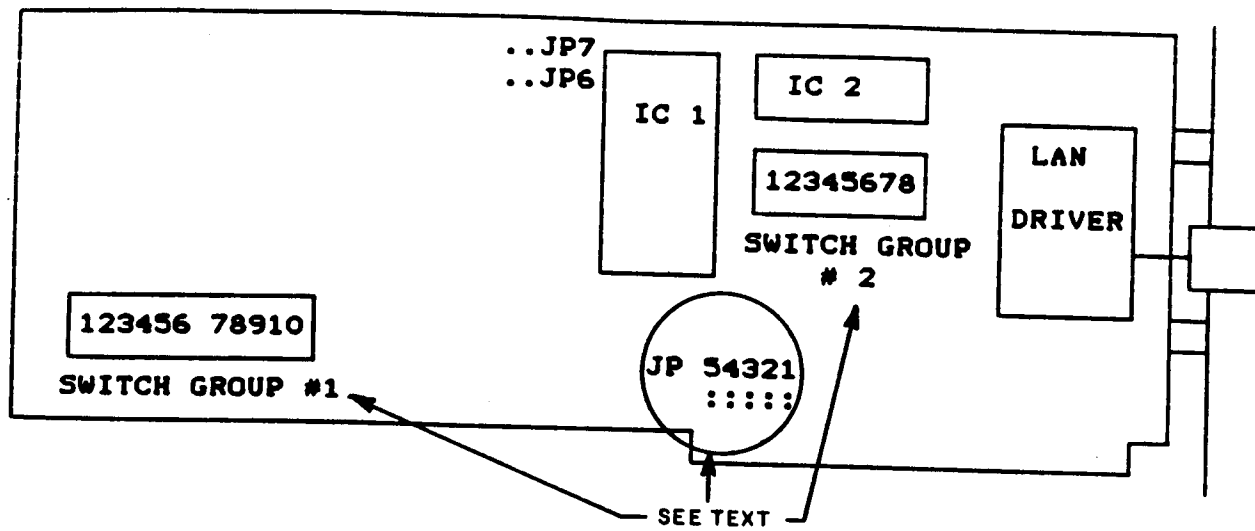 ..JP7
..JP6
IC 1
IC 2
12345678
SWITCH GROUP
# 2
LAN
DRIVER
123456 78910
SWITCH GROUP #1
JP 54321
:::::
SEE TEXT